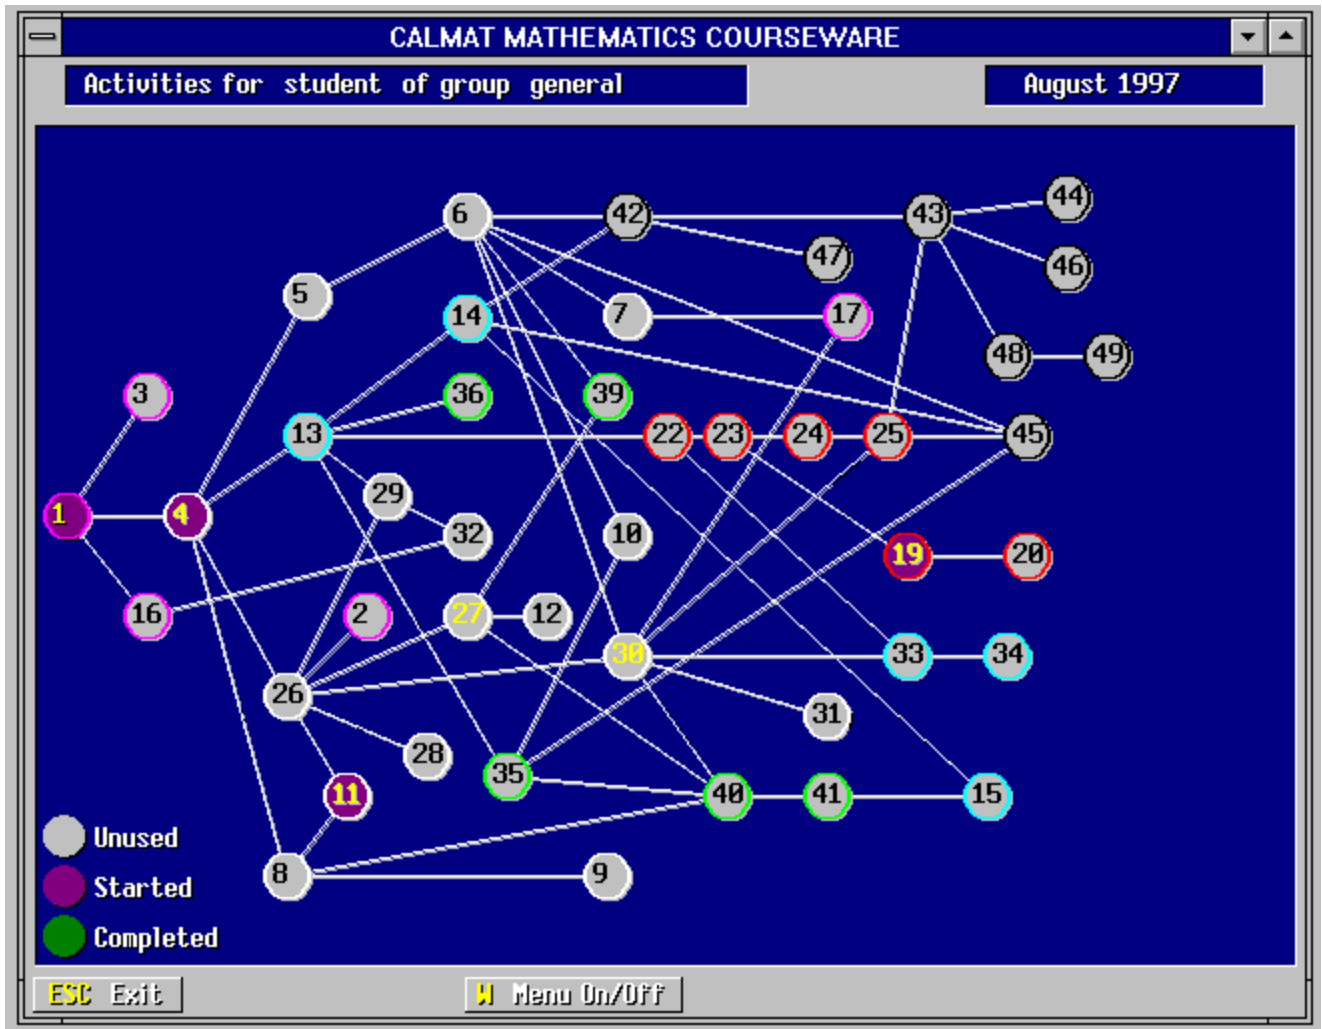 CALMAT MATHEMATICS COURSEWARE
Activities for student of group general
August 1997
44
6 42 43
47
46
5
14 7 17
48 49
3 36 39
13 22 23 24 25 45
29
1 4 32 10
19 20
16 2 27 12
30 33 34
26
31
28
35
11 40 41 15
Unused
8 9
Started
Completed
ESC Exit
W Menu On/Off